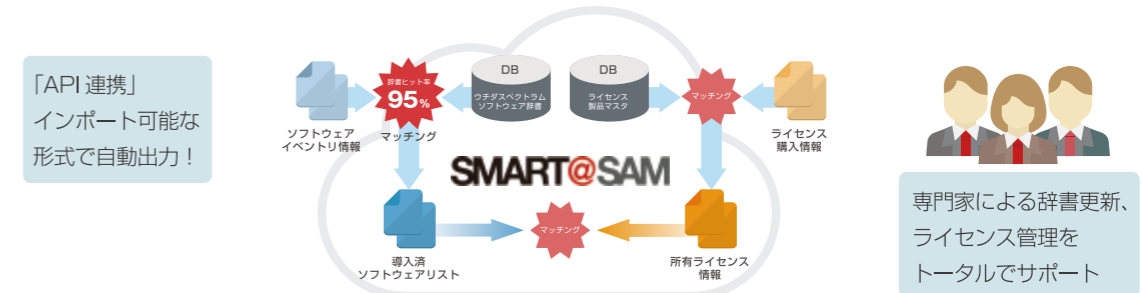 「API 連携」
インポート可能な
形式で自動出力！
ソフトウェア
イベントリ情報
辞書ヒット率
95%
マッチング
DB
ウチダスペクトラム
ソフトウェア辞書
DB
ライセンス
製品マスタ
マッチング
ライセンス
購入情報
SMART@SAM
導入済
ソフトウェアリスト
マッチング
所有ライセンス
情報
専門家による辞書更新、
ライセンス管理を
トータルでサポート